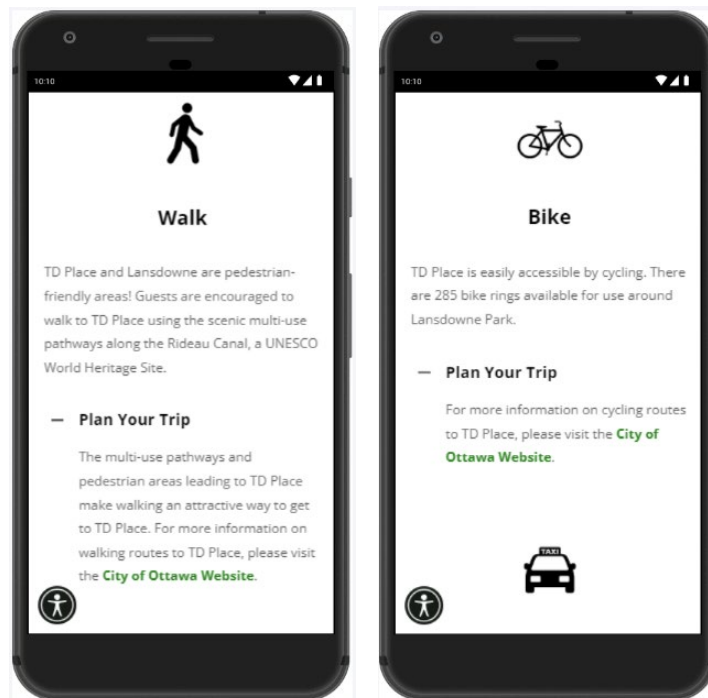 10:10
Walk
TD Place and Lansdowne are pedestrian-
friendly areas! Guests are encouraged to
walk to TD Place using the scenic multi-use
pathways along the Rideau Canal, a UNESCO
World Heritage Site.
Plan Your Trip
The multi-use pathways and
pedestrian areas leading to TD Place
make walking an attractive way to get
to TD Place. For more information on
walking routes to TD Place, please visit
the City of Ottawa Website.
10:10
Bike
TD Place is easily accessible by cycling. There
are 285 bike rings available for use around
Lansdowne Park.
Plan Your Trip
For more information on cycling routes
to TD Place, please visit the City of
Ottawa Website.
TAXI